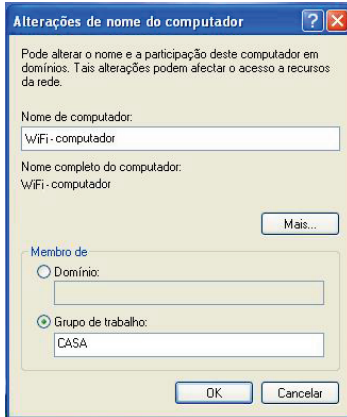 Alterações de nome do computador
Pode alterar o nome e a participação deste computador em
domínios. Tais alterações podem afectar o acesso a recursos
da rede.
Nome de computador:
WiFi-computador
Nome completo do computador:
WiFi-computador
Mais...
Membro de
Domínio:
Grupo de trabalho:
CASA
OK
Cancelar